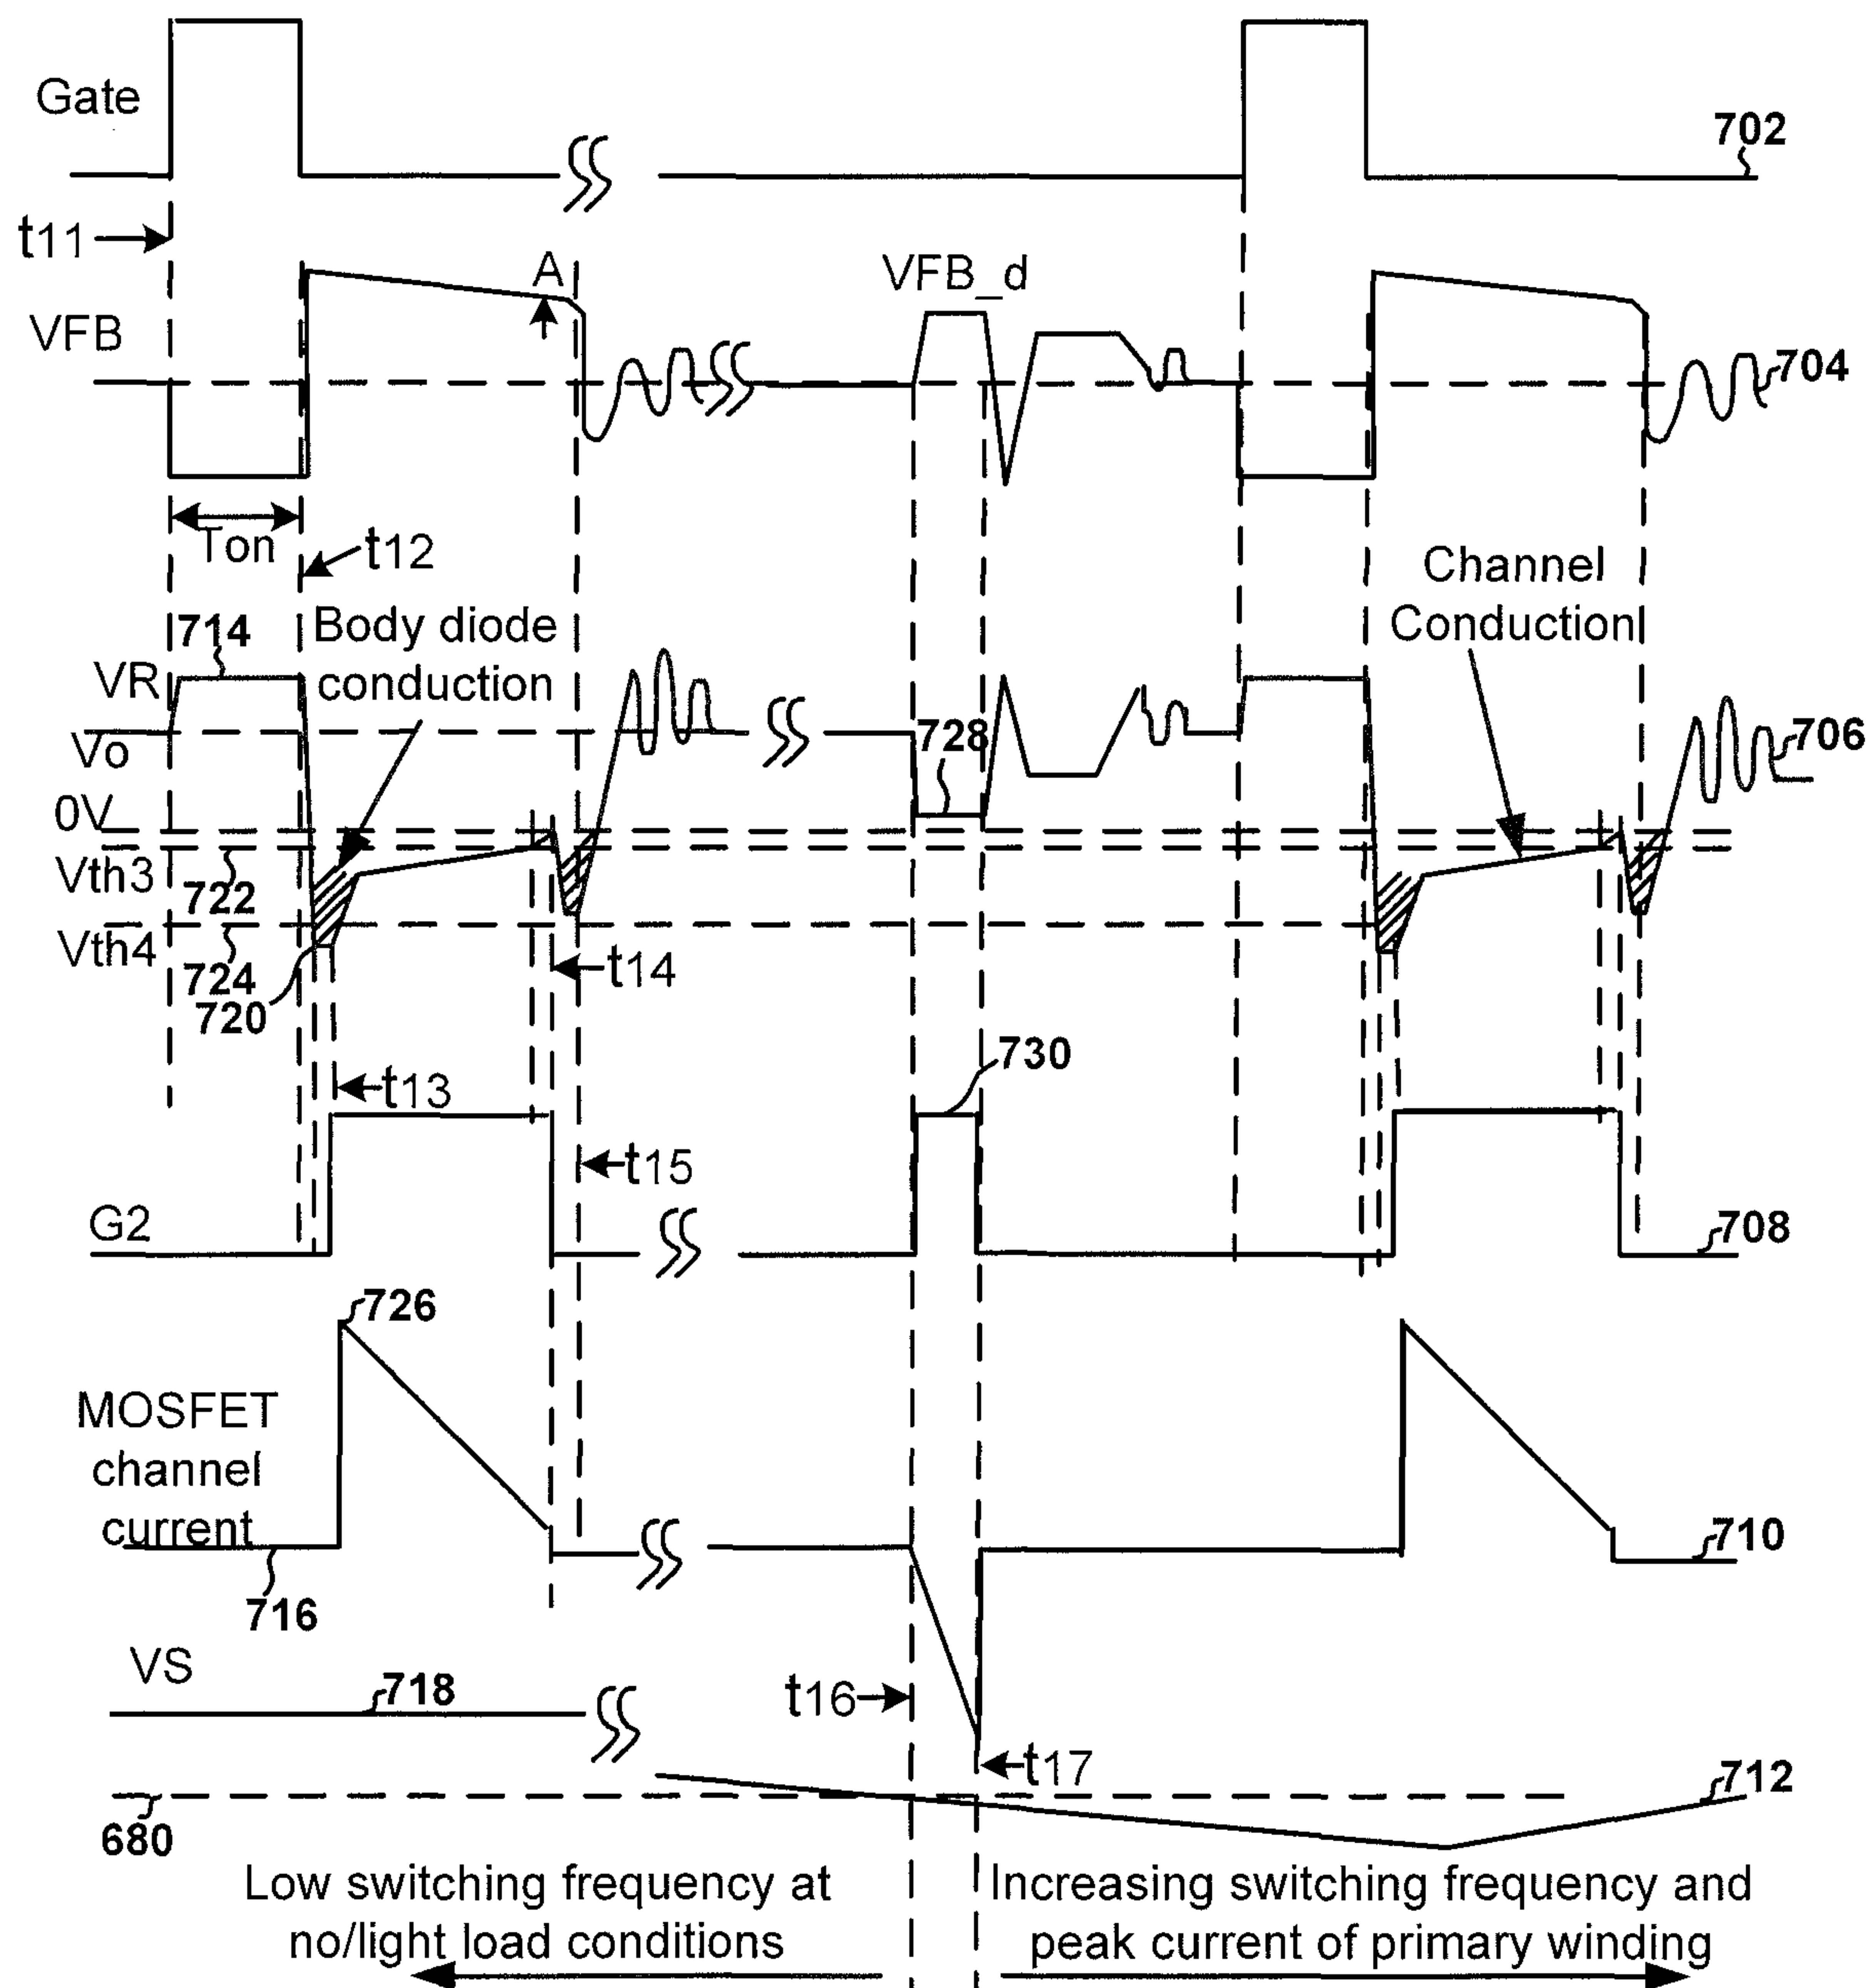 Gate
702
t11
A
VFB_d
VFB
704
Ton
t12
Channel
Conduction
714
Body diode
conduction
VR
Vo
728
706
0V
Vth3
722
Vth4
724
720
t14
730
t13
t15
G2
708
726
MOSFET
channel
current
710
716
VS
718
t16
t17
712
680
Low switching frequency at
no/light load conditions
Increasing switching frequency and
peak current of primary winding